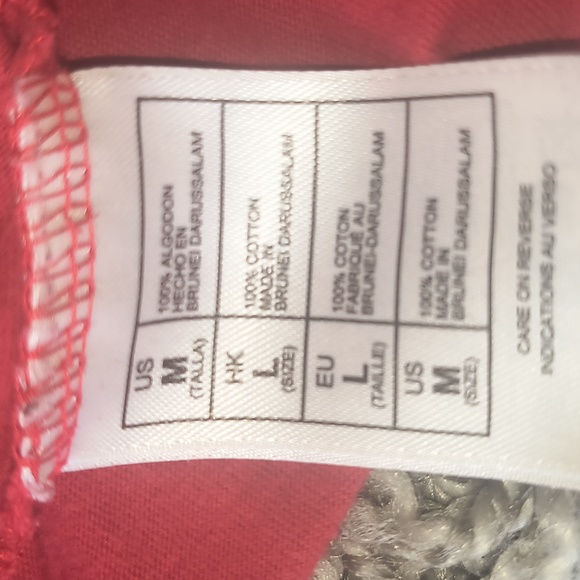 US
M
(TALLA)
100% ALGODON
HECHO EN
BRUNEI DARUSSALAM
HK
L
(SIZE)
100% COTTON
MADE IN
BRUNEI DARUSSALAM
EU
L
(TAILLE)
100% COTON
FABRIQUÉ AU
BRUNEI-DARUSSALAM
US
M
(SIZE)
100% COTTON
MADE IN
BRUNEI DARUSSALAM
CARE ON REVERSE
INDICATIONS AU VERSO